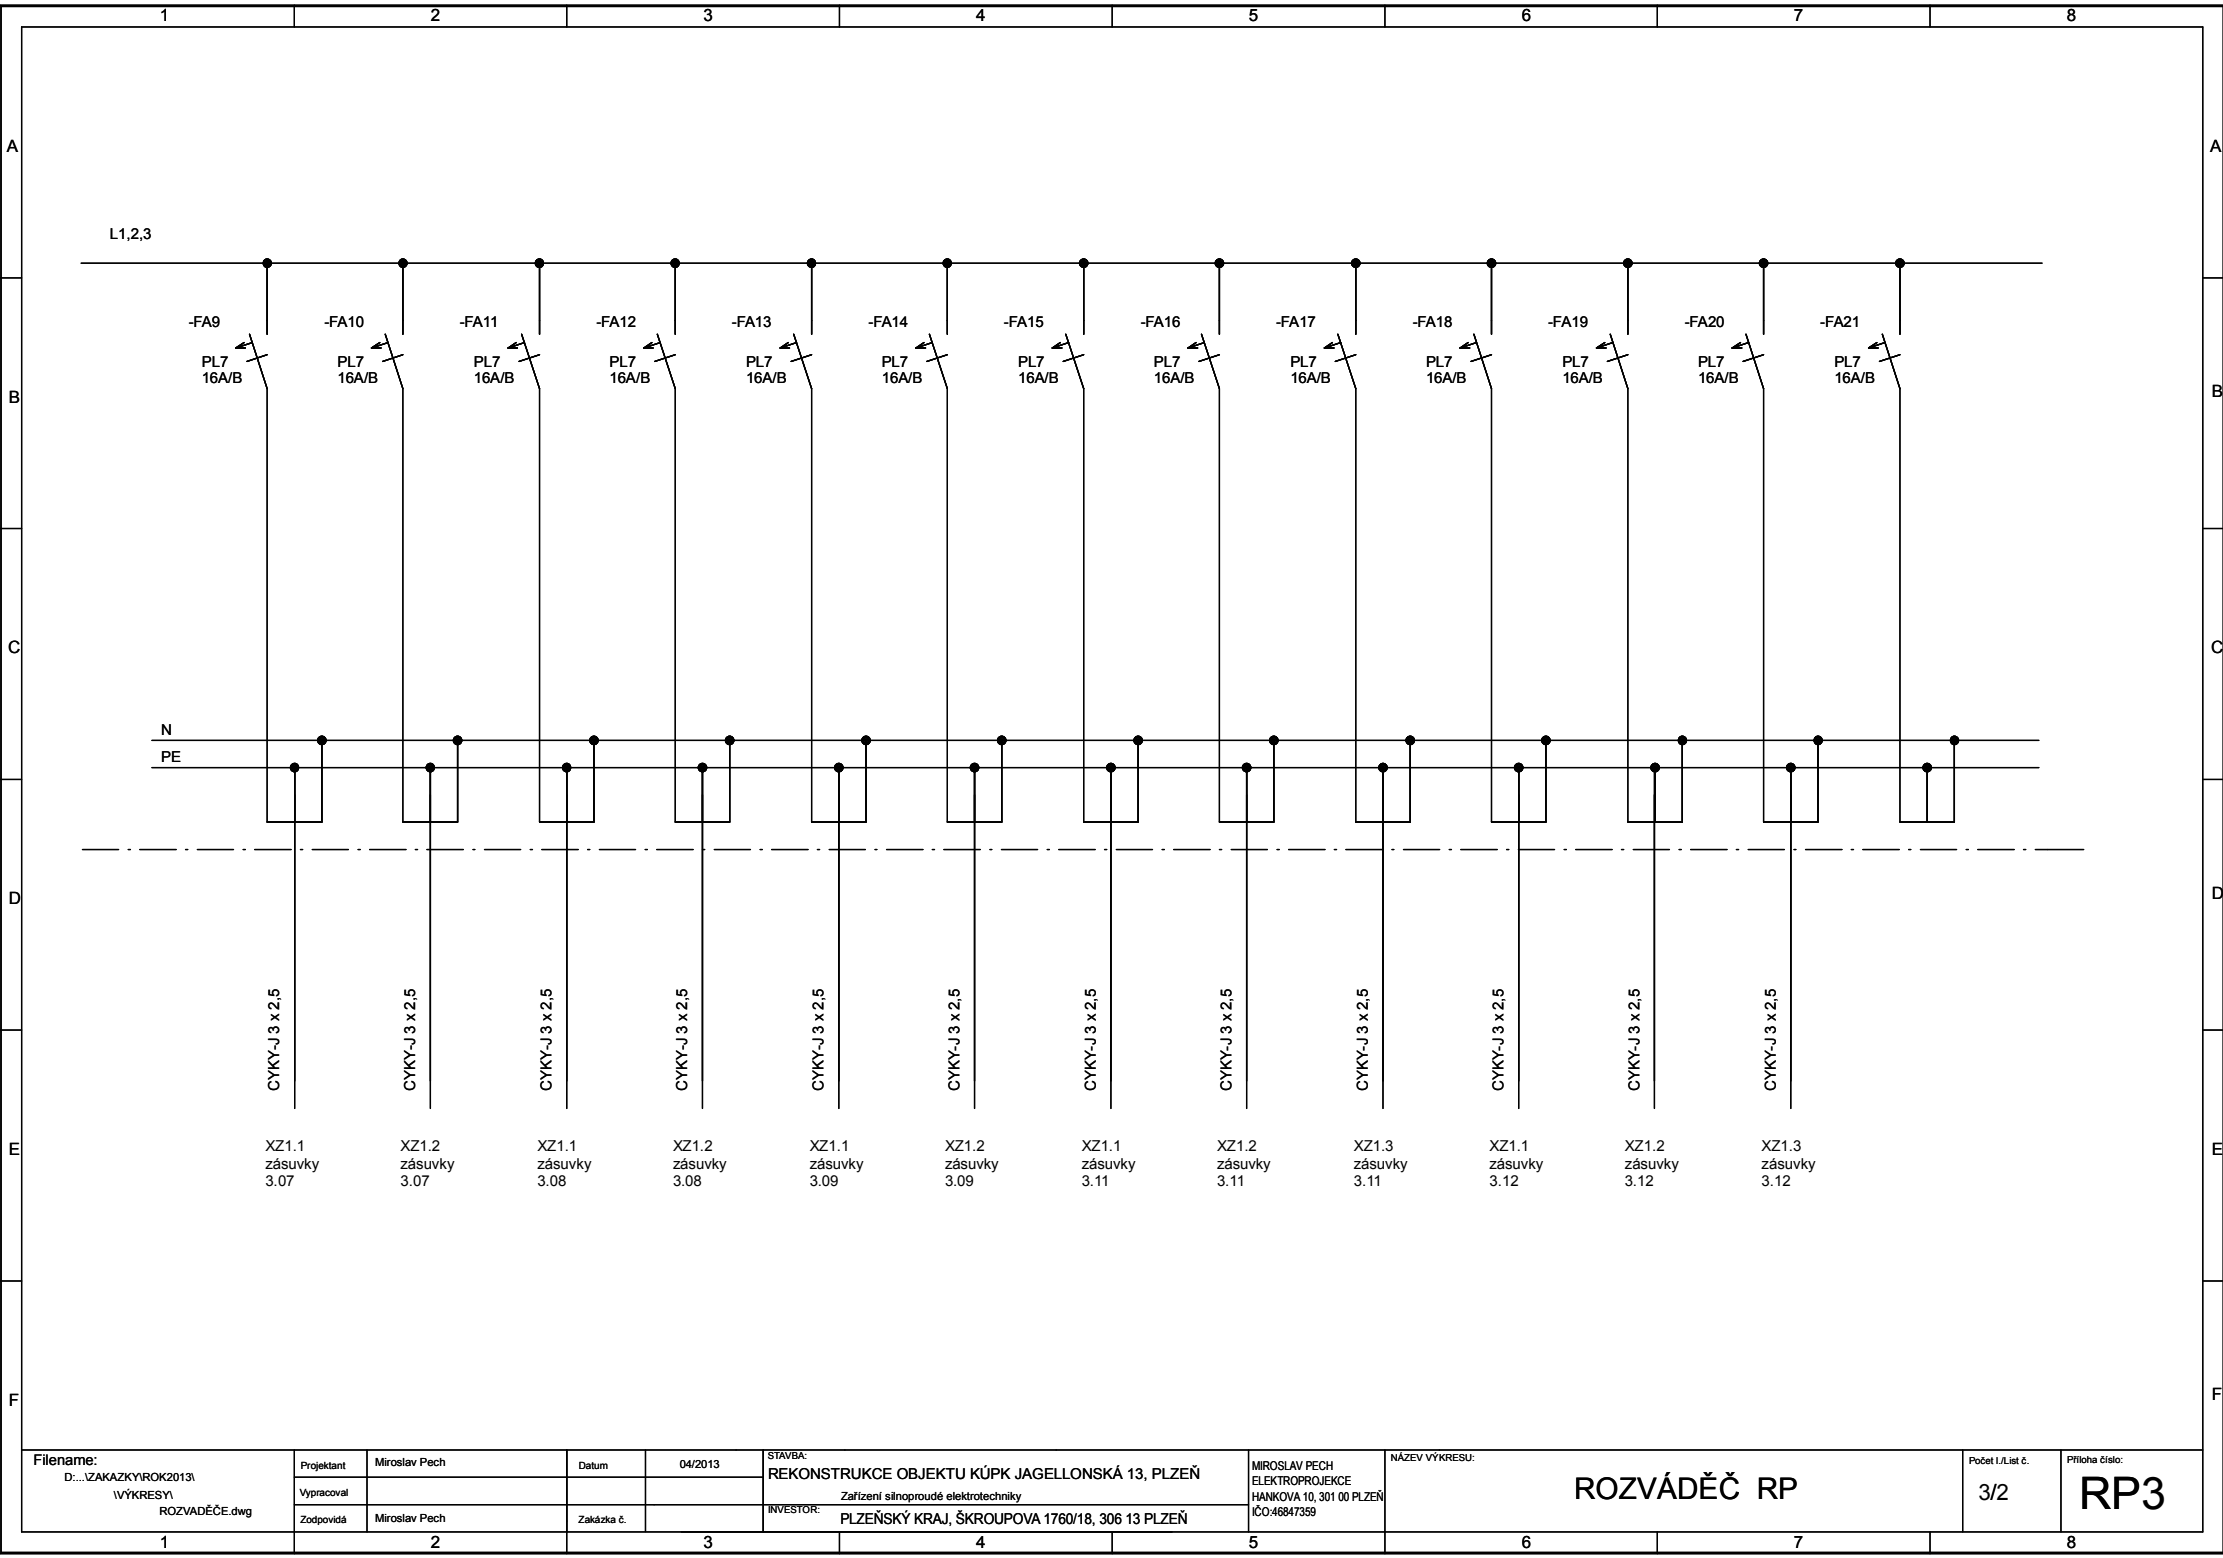 1 2 3 4 5 6 7 8
A A
L1,2,3
-FA9 -FA10 -FA11 -FA12 -FA13 -FA14 -FA15 -FA16 -FA17 -FA18 -FA19 -FA20 -FA21
PL7 PL7 PL7 PL7 PL7 PL7 PL7 PL7 PL7 PL7 PL7 PL7 PL7
16A/B 16A/B 16A/B 16A/B 16A/B 16A/B 16A/B 16A/B 16A/B 16A/B 16A/B 16A/B 16A/B
B B
C C
N
PE
D D
CYKY-J 3 x 2,5 CYKY-J 3 x 2,5 CYKY-J 3 x 2,5 CYKY-J 3 x 2,5 CYKY-J 3 x 2,5 CYKY-J 3 x 2,5 CYKY-J 3 x 2,5 CYKY-J 3 x 2,5 CYKY-J 3 x 2,5 CYKY-J 3 x 2,5 CYKY-J 3 x 2,5 CYKY-J 3 x 2,5
E E
XZ1.1 XZ1.2 XZ1.1 XZ1.2 XZ1.1 XZ1.2 XZ1.1 XZ1.2 XZ1.3 XZ1.1 XZ1.2 XZ1.3
zásuvky zásuvky zásuvky zásuvky zásuvky zásuvky zásuvky zásuvky zásuvky zásuvky zásuvky zásuvky
3.07 3.07 3.08 3.08 3.09 3.09 3.11 3.11 3.11 3.12 3.12 3.12
F F
Filename:
D:...\ZAKAZKY\ROK2013\
\VÝKRESY\
ROZVADĚČE.dwg
Projektant Miroslav Pech Datum 04/2013
Vypracoval
Zodpovídá Miroslav Pech Zakázka č.
STAVBA:
REKONSTRUKCE OBJEKTU KÚPK JAGELLONSKÁ 13, PLZEŇ
Zařízení silnoproudé elektrotechniky
INVESTOR:
PLZEŇSKÝ KRAJ, ŠKROUPOVA 1760/18, 306 13 PLZEŇ
MIROSLAV PECH
ELEKTROPROJEKCE
HANKOVA 10, 301 00 PLZEŇ
IČO:46847359
NÁZEV VÝKRESU:
ROZVÁDĚČ RP
Počet l./List č.
3/2
Příloha číslo:
RP3
1 2 3 4 5 6 7 8